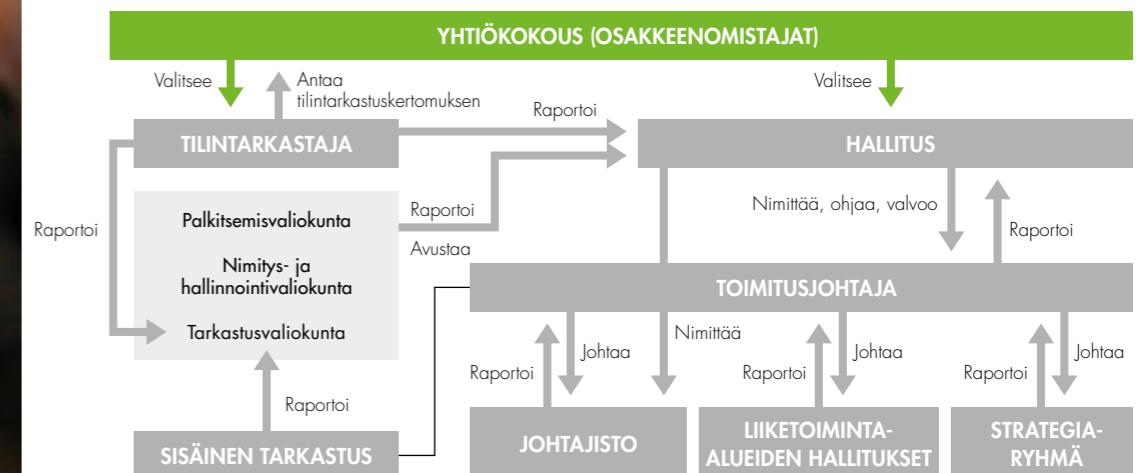 YHTIÖKOKOUS (OSAKKEENOMISTAJAT)
Valitsee
Antaa
tilintarkastuskertomuksen
Valitsee
Raportoi
TILINTARKASTAJA
HALLITUS
Raportoi
Palkitsemisvaliokunta
Nimitys- ja
hallinnointivaliokunta
Tarkastusvaliokunta
Raportoi
Avustaa
Nimittää, ohjaa, valvoo
Raportoi
TOIMITUSJOHTAJA
Raportoi
Johtaa
Nimittää
Raportoi
Johtaa
Raportoi
Johtaa
Raportoi
SISÄINEN TARKASTUS
JOHTAJISTO
LIIKETOIMINTA-
ALUEIDEN HALLITUKSET
STRATEGIA-
RYHMÄ